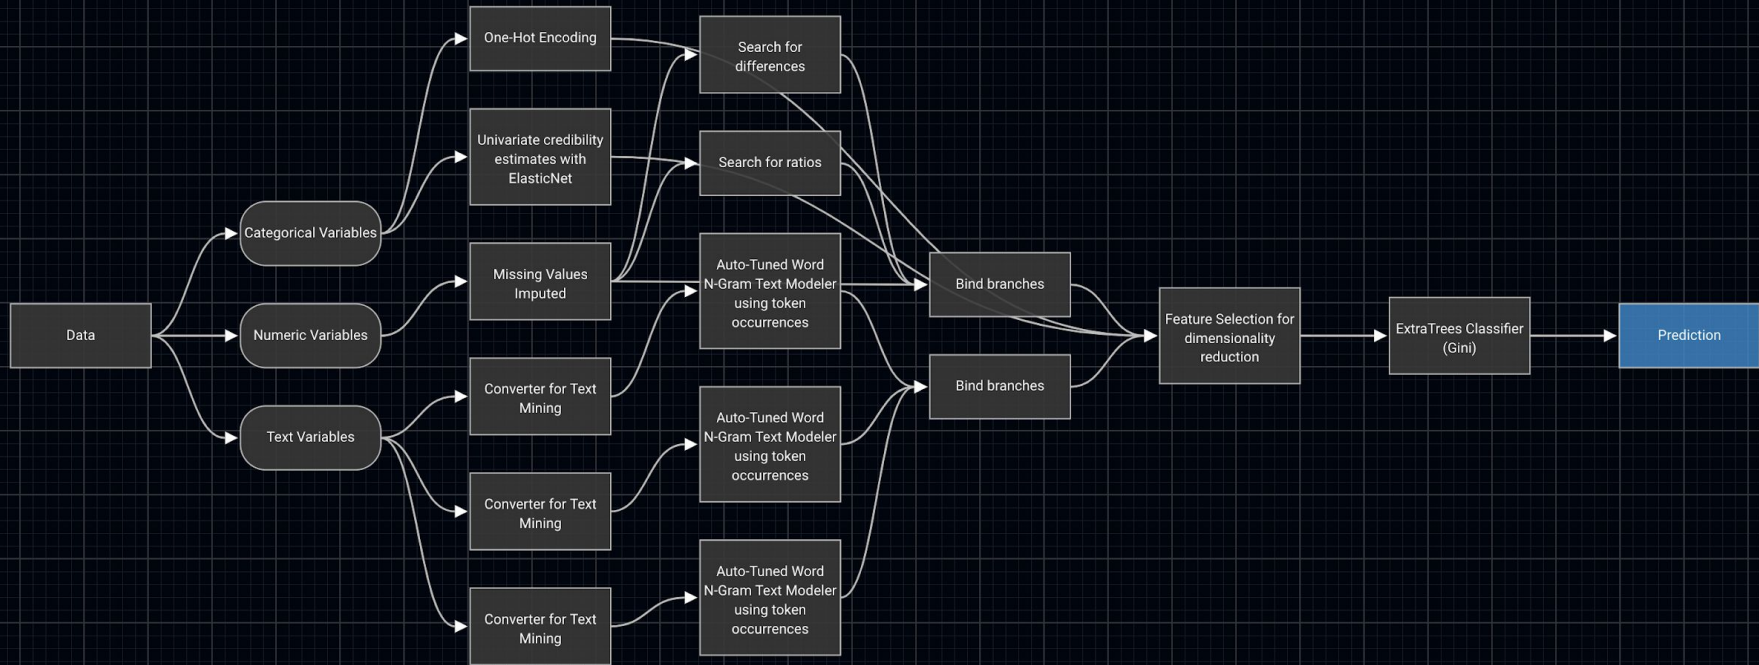 Data
Categorical Variables
Numeric Variables
Text Variables
One-Hot Encoding
Univariate credibility
estimates with
ElasticNet
Missing Values
Imputed
Converter for Text
Mining
Converter for Text
Mining
Converter for Text
Mining
Search for
differences
Search for ratios
Auto-Tuned Word
N-Gram Text Modeler
using token
occurrences
Auto-Tuned Word
N-Gram Text Modeler
using token
occurrences
Auto-Tuned Word
N-Gram Text Modeler
using token
occurrences
Bind branches
Bind branches
Feature Selection for
dimensionality
reduction
ExtraTrees Classifier
(Gini)
Prediction